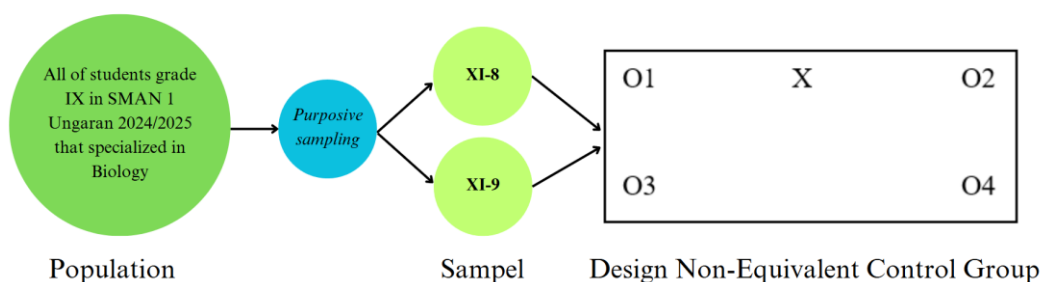 All of students grade
IX in SMAN 1
Ungaran 2024/2025
that specialized in
Biology
Purposive
sampling
XI-8
XI-9
O1 X O2
O3 O4
Population
Sampel
Design Non-Equivalent Control Group